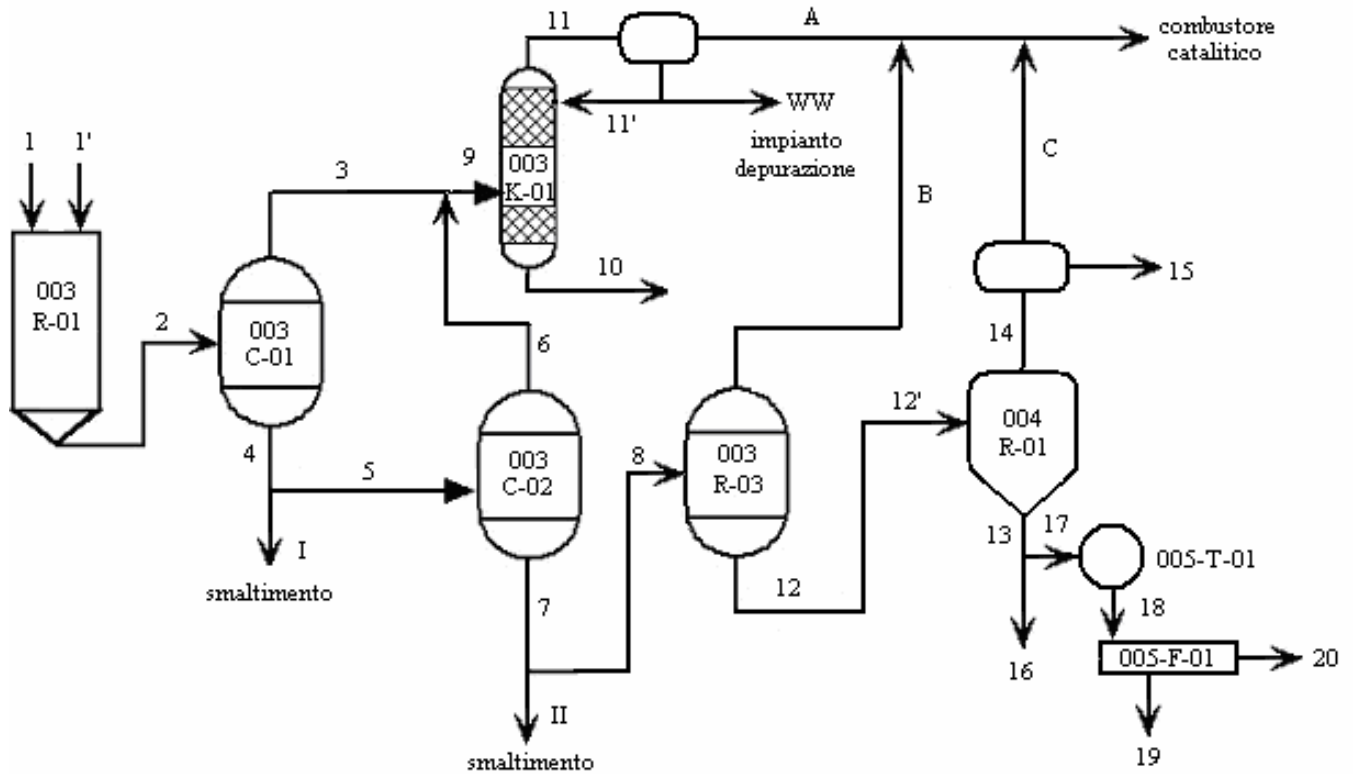 11
A
combustore
catalitico
11'
WW
impianto
depurazione
1
1'
3
9
003
K-01
C
B
10
003
R-01
2
003
C-01
6
15
14
4
5
003
C-02
8
003
R-03
12'
004
R-01
I
smaltimento
7
12
13
17
005-T-01
18
16
005-F-01
20
II
smaltimento
19